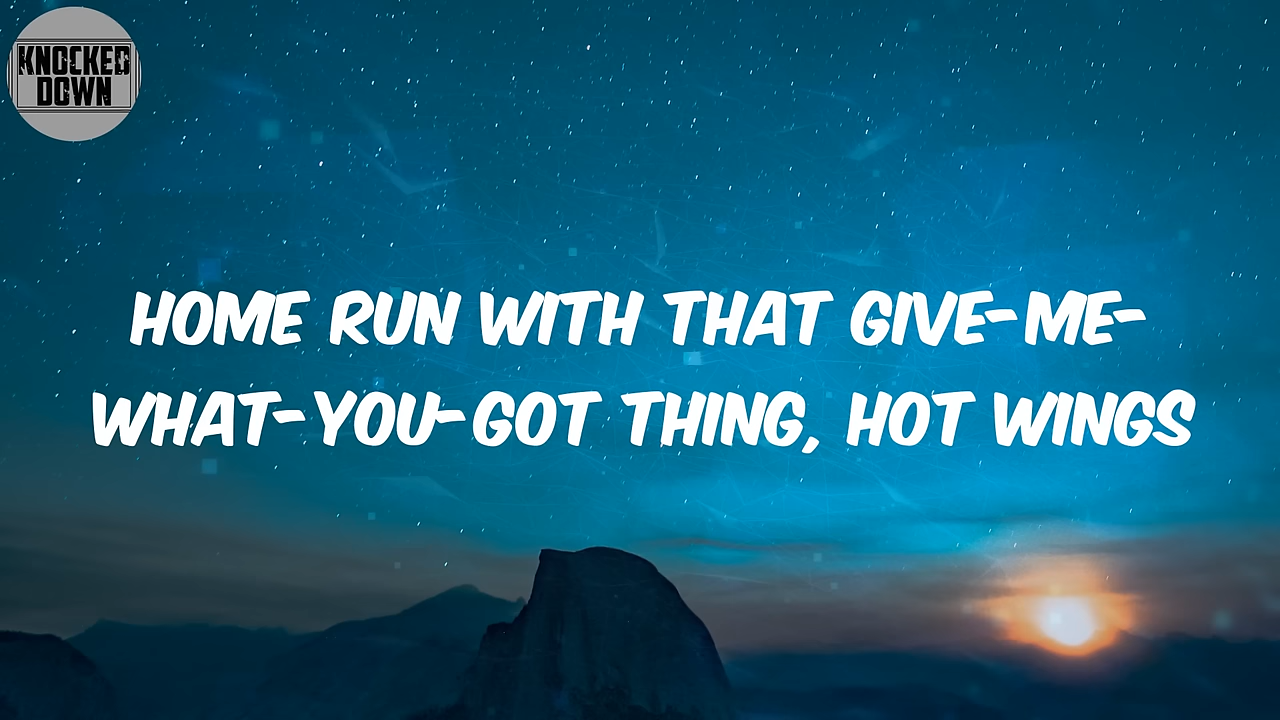 KNOCKED
DOWN
HOME RUN WITH THAT GIVE-ME-
WHAT-YOU-GOT THING, HOT WINGS